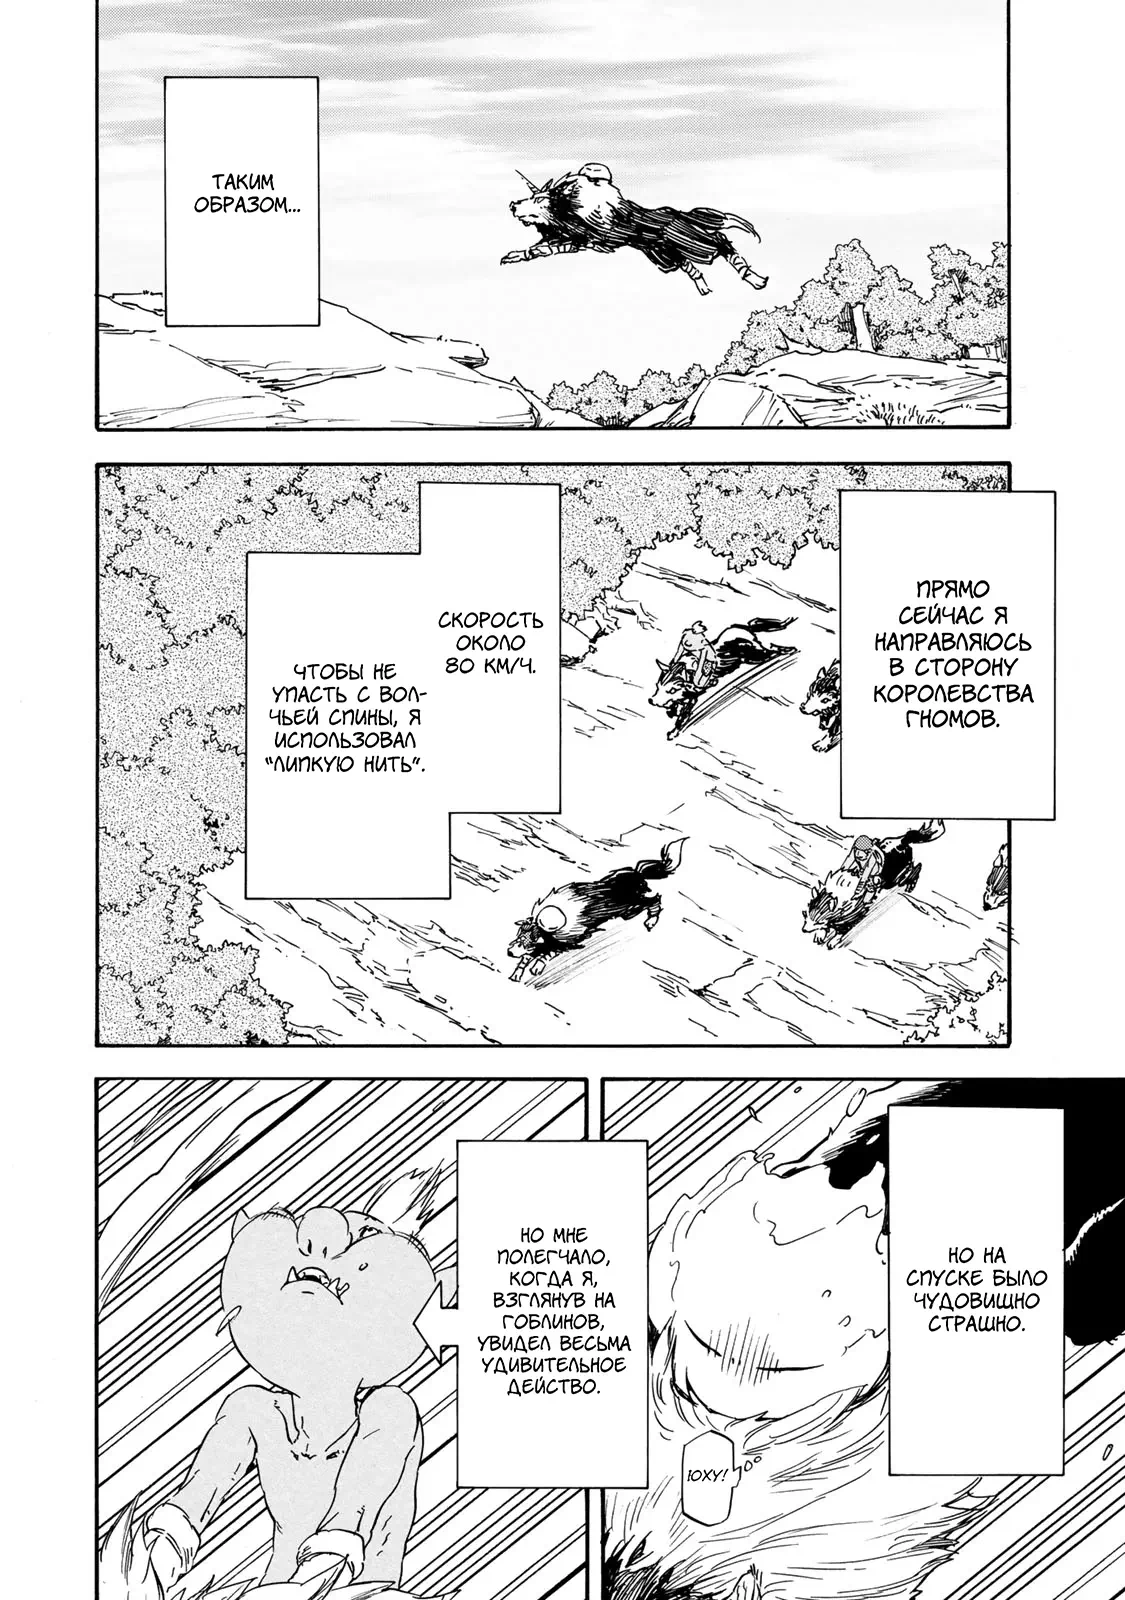 ТАКИМ
ОБРАЗОМ...
ПРЯМО
СЕЙЧАС Я
НАПРАВЛЯЮСЬ
В СТОРОНУ
КОРОЛЕВСТВА
ГНОМОВ.
СКОРОСТЬ
ОКОЛО
80 КМ/Ч.
ЧТОБЫ НЕ
УПАСТЬ С ВОЛ-
ЧЬЕЙ СПИНЫ, Я
ИСПОЛЬЗОВАЛ
"ЛИПКУЮ НИТЬ".
НО НА
СПУСКЕ БЫЛО
ЧУДОВИЩНО
СТРАШНО.
ЮХУ!
НО МНЕ
ПОЛЕГЧАЛО,
КОГДА Я,
ВЗГЛЯНУВ НА
ГОБЛИНОВ,
УВИДЕЛ ВЕСЬМА
УДИВИТЕЛЬНОЕ
ДЕЙСТВО.